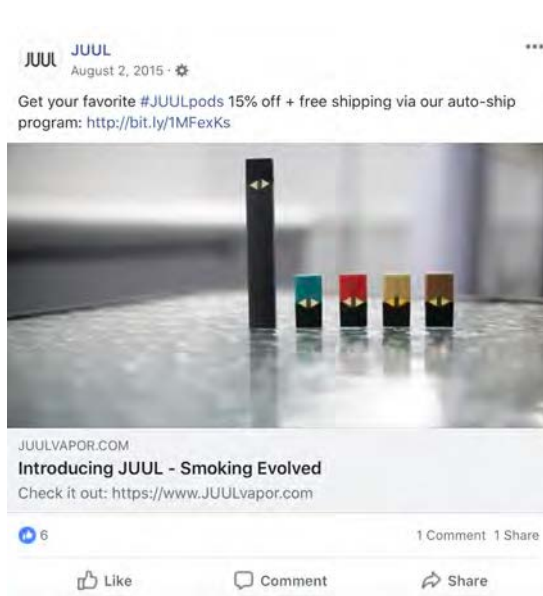 JUUL
JUUL
August 2, 2015 ·
Get your favorite #JUULpods 15% off + free shipping via our auto-ship
program: http://bit.ly/1MFexKs
JUULVAPOR.COM
Introducing JUUL - Smoking Evolved
Check it out: https://www.JUULvapor.com
6
1 Comment 1 Share
Like Comment Share